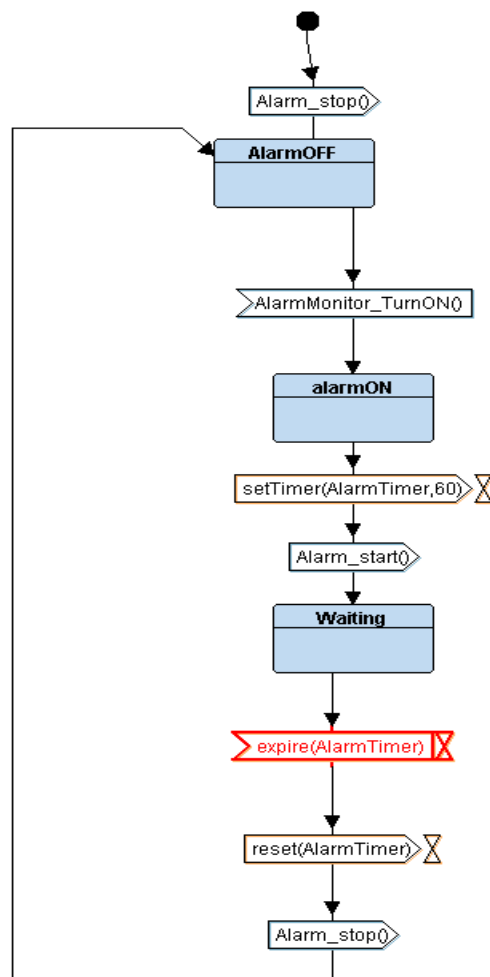 Alarm_stop()
AlarmOFF
AlarmMonitor_TurnON()
alarmON
setTimer(AlarmTimer,60)
Alarm_start()
Waiting
expire(AlarmTimer)
reset(AlarmTimer)
Alarm_stop()